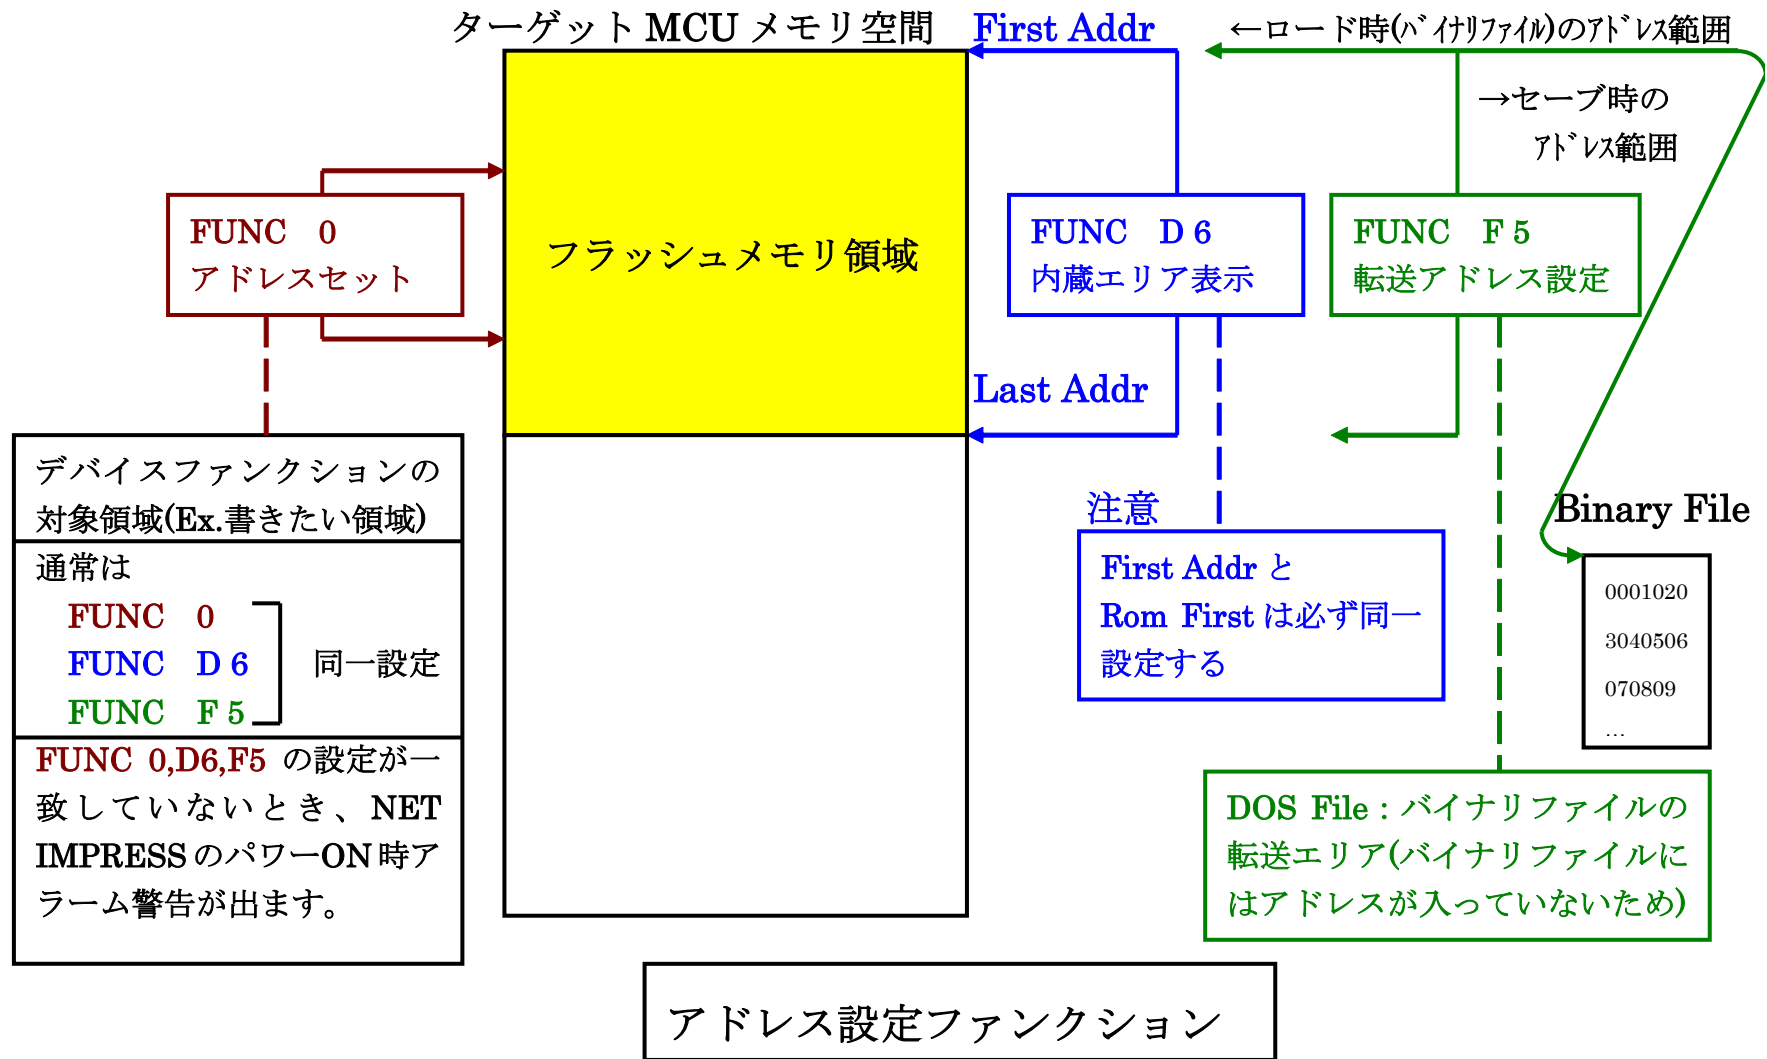 ターゲット MCU メモリ空間
First Addr
←ロード時(ﾊﾞｲﾅﾘﾌｧｲﾙ)のｱﾄﾞﾚｽ範囲
→セーブ時の
ｱﾄﾞﾚｽ範囲
FUNC 0
アドレスセット
フラッシュメモリ領域
FUNC D 6
内蔵エリア表示
FUNC F 5
転送アドレス設定
Last Addr
デバイスファンクションの
対象領域(Ex.書きたい領域)
通常は
FUNC 0
FUNC D 6
FUNC F 5
同一設定
FUNC 0,D6,F5 の設定が一
致していないとき、NET
IMPRESS のパワーON 時ア
ラーム警告が出ます。
注意
First Addr と
Rom First は必ず同一
設定する
Binary File
0001020
3040506
070809
…
DOS File：バイナリファイルの
転送エリア(バイナリファイルに
はアドレスが入っていないため)
アドレス設定ファンクション